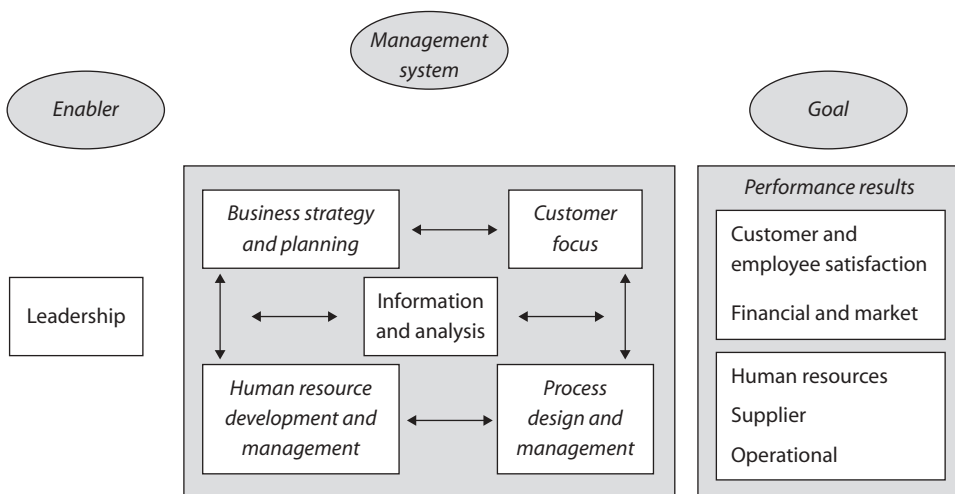 Management
system
Enabler
Goal
Business strategy
and planning
Customer
focus
Performance results
Customer and
employee satisfaction
Financial and market
Leadership
Information
and analysis
Human resource
development and
management
Process
design and
management
Human resources
Supplier
Operational